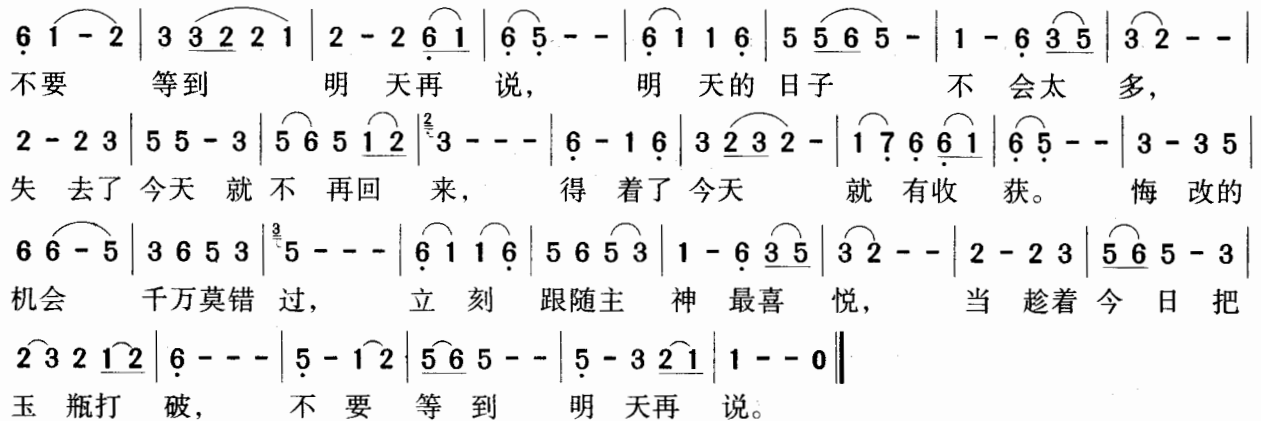 6 1 - 2 | 3 3 2 2 1 | 2 - 2 6 1 | 6 5 - - | 6 1 1 6 | 5 5 6 5 - | 1 - 6 3 5 | 3 2 - - |
不要 等到 明 天再 说， 明 天的 日子 不 会太 多，
2 - 2 3 | 5 5 - 3 | 5 6 5 1 2 | 2 3 - - - | 6 - 1 6 | 3 2 3 2 - | 1 7 6 6 1 | 6 5 - - | 3 - 3 5 |
失 去了 今天 就 不 再回 来， 得 着了 今天 就 有收 获。 悔 改的
6 6 - 5 | 3 6 5 3 | 3 5 - - - | 6 1 1 6 | 5 6 5 3 | 1 - 6 3 5 | 3 2 - - | 2 - 2 3 | 5 6 5 - 3 |
机会 千万莫错 过， 立 刻 跟随主 神 最喜 悦， 当 趁着 今 日 把
2 3 2 1 2 | 6 - - - | 5 - 1 2 | 5 6 5 - - | 5 - 3 2 1 | 1 - - 0 ‖
玉 瓶打 破， 不 要 等 到 明 天再 说。